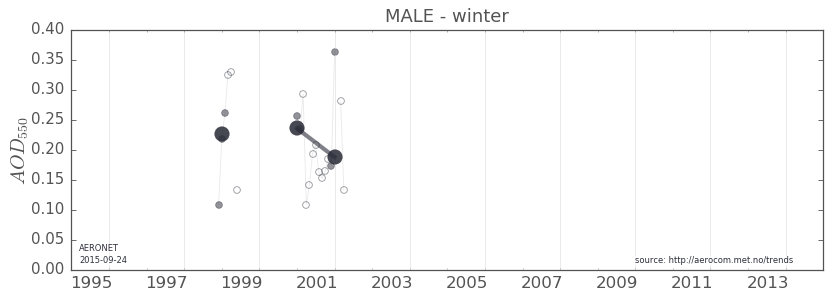 MALE - winter
0.40
0.35
0.30
0.25
0.20
0.15
0.10
0.05
0.00
AOD550
AERONET
2015-09-24
source: http://aerocom.met.no/trends
1995 1997 1999 2001 2003 2005 2007 2009 2011 2013